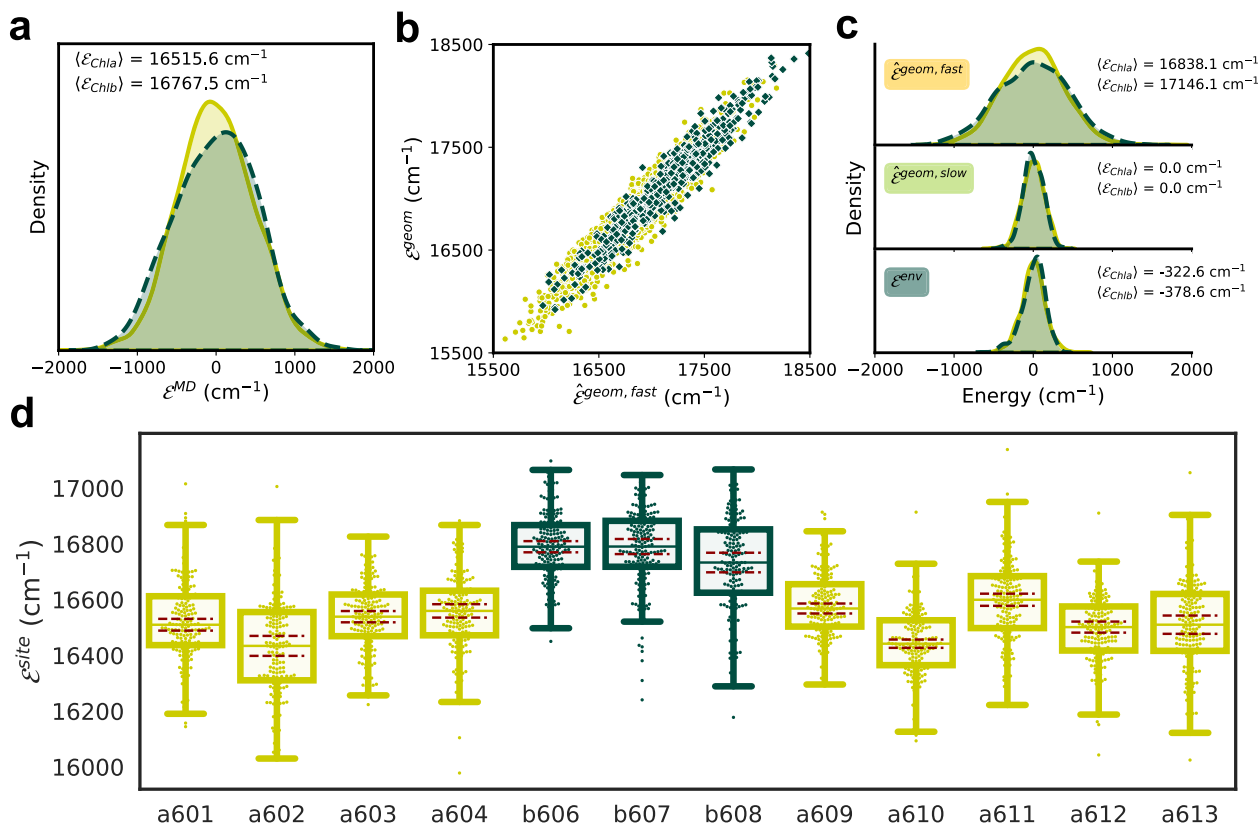 a
⟨ℰChla⟩ = 16515.6 cm⁻¹
⟨ℰChlb⟩ = 16767.5 cm⁻¹
Density
−2000 −1000 0 1000 2000
ℰMD (cm⁻¹)
b
18500
17500
16500
15500
ℰgeom (cm⁻¹)
15500 16500 17500 18500
ℰ̂geom, fast (cm⁻¹)
c
ℰ̂geom, fast
⟨ℰChla⟩ = 16838.1 cm⁻¹
⟨ℰChlb⟩ = 17146.1 cm⁻¹
ℰ̂geom, slow
⟨ℰChla⟩ = 0.0 cm⁻¹
⟨ℰChlb⟩ = 0.0 cm⁻¹
Density
ℰenv
⟨ℰChla⟩ = -322.6 cm⁻¹
⟨ℰChlb⟩ = -378.6 cm⁻¹
−2000 −1000 0 1000 2000
Energy (cm⁻¹)
d
17000
16800
16600
16400
16200
16000
ℰsite (cm⁻¹)
a601 a602 a603 a604 b606 b607 b608 a609 a610 a611 a612 a613